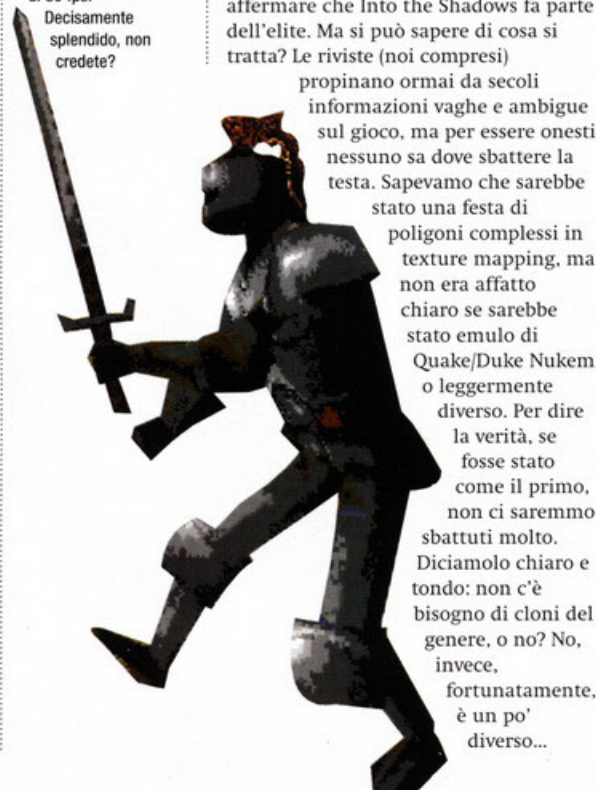 Decisamente
splendido, non
credete?
affermare che Into the Shadows fa parte
dell'elite. Ma si può sapere di cosa si
tratta? Le riviste (noi compresi)
propinano ormai da secoli
informazioni vaghe e ambigue
sul gioco, ma per essere onesti
nessuno sa dove sbattere la
testa. Sapevamo che sarebbe
stato una festa di
poligoni complessi in
texture mapping, ma
non era affatto
chiaro se sarebbe
stato emulo di
Quake/Duke Nukem
o leggermente
diverso. Per dire
la verità, se
fosse stato
come il primo,
non ci saremmo
sbattuti molto.
Diciamolo chiaro e
tondo: non c'è
bisogno di cloni del
genere, o no? No,
invece,
fortunatamente,
è un po'
diverso...